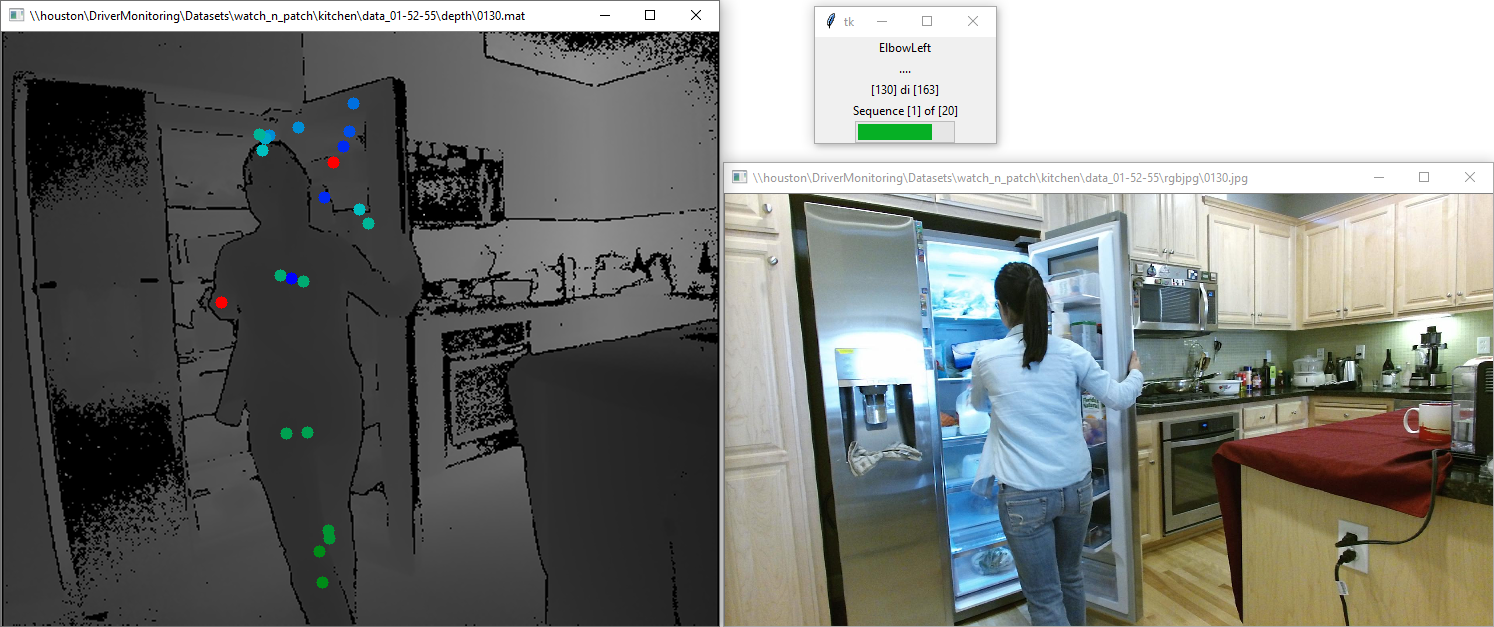 \\houston\DriverMonitoring\Datasets\watch_n_patch\kitchen\data_01-52-55\depth\0130.mat
tk
ElbowLeft
....
[130] di [163]
Sequence [1] of [20]
\\houston\DriverMonitoring\Datasets\watch_n_patch\kitchen\data_01-52-55\rgbjpg\0130.jpg